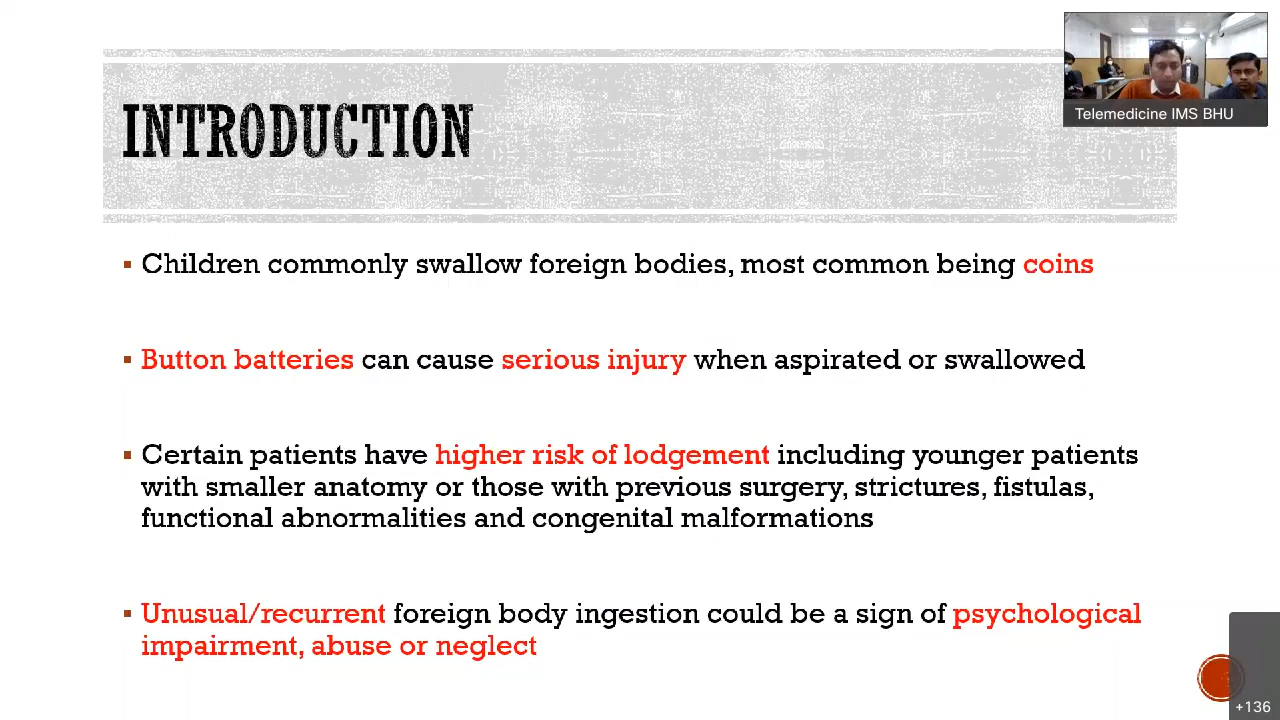 Telemedicine IMS BHU
INTRODUCTION
▪ Children commonly swallow foreign bodies, most common being coins
▪ Button batteries can cause serious injury when aspirated or swallowed
▪ Certain patients have higher risk of lodgement including younger patients
with smaller anatomy or those with previous surgery, strictures, fistulas,
functional abnormalities and congenital malformations
▪ Unusual/recurrent foreign body ingestion could be a sign of psychological
impairment, abuse or neglect
+136